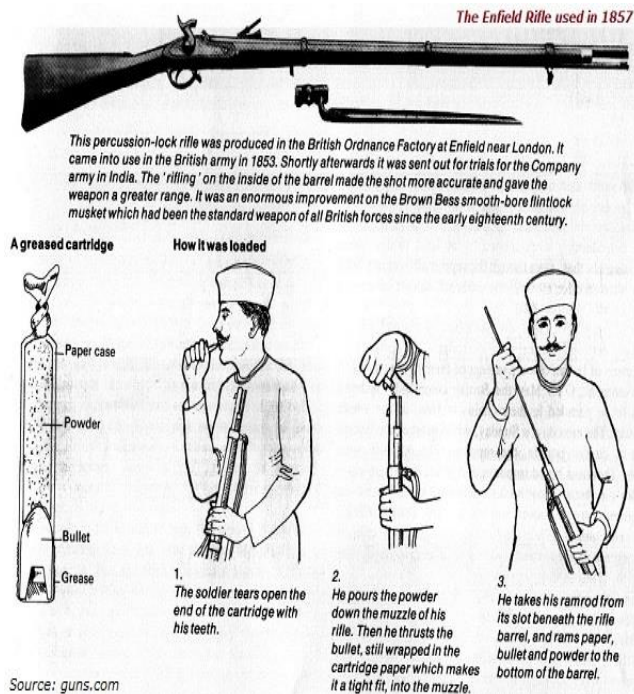 The Enfield Rifle used in 1857
This percussion-lock rifle was produced in the British Ordnance Factory at Enfield near London. It
came into use in the British army in 1853. Shortly afterwards it was sent out for trials for the Company
army in India. The 'rifling' on the inside of the barrel made the shot more accurate and gave the
weapon a greater range. It was an enormous improvement on the Brown Bess smooth-bore flintlock
musket which had been the standard weapon of all British forces since the early eighteenth century.
A greased cartridge
How it was loaded
Paper case
Powder
Bullet
Grease
1.
The soldier tears open the
end of the cartridge with
his teeth.
2.
He pours the powder
down the muzzle of his
rifle. Then he thrusts the
bullet, still wrapped in the
cartridge paper which makes
it a tight fit, into the muzzle.
3.
He takes his ramrod from
its slot beneath the rifle
barrel, and rams paper,
bullet and powder to the
bottom of the barrel.
Source: guns.com